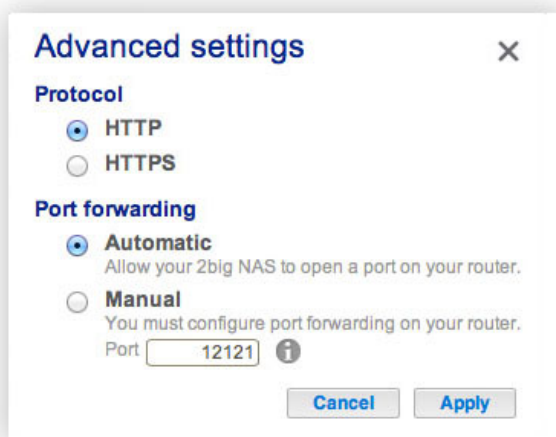 Advanced settings
Protocol
HTTP
HTTPS
Port forwarding
Automatic
Allow your 2big NAS to open a port on your router.
Manual
You must configure port forwarding on your router.
Port 12121
Cancel Apply